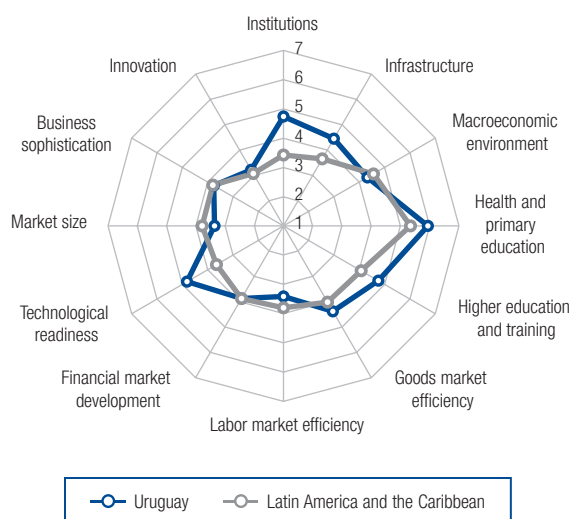 Institutions
7
6
5
4
3
2
1
Infrastructure
Macroeconomic
environment
Health and
primary
education
Higher education
and training
Goods market
efficiency
Labor market efficiency
Financial market
development
Technological
readiness
Market size
Business
sophistication
Innovation
Uruguay
Latin America and the Caribbean